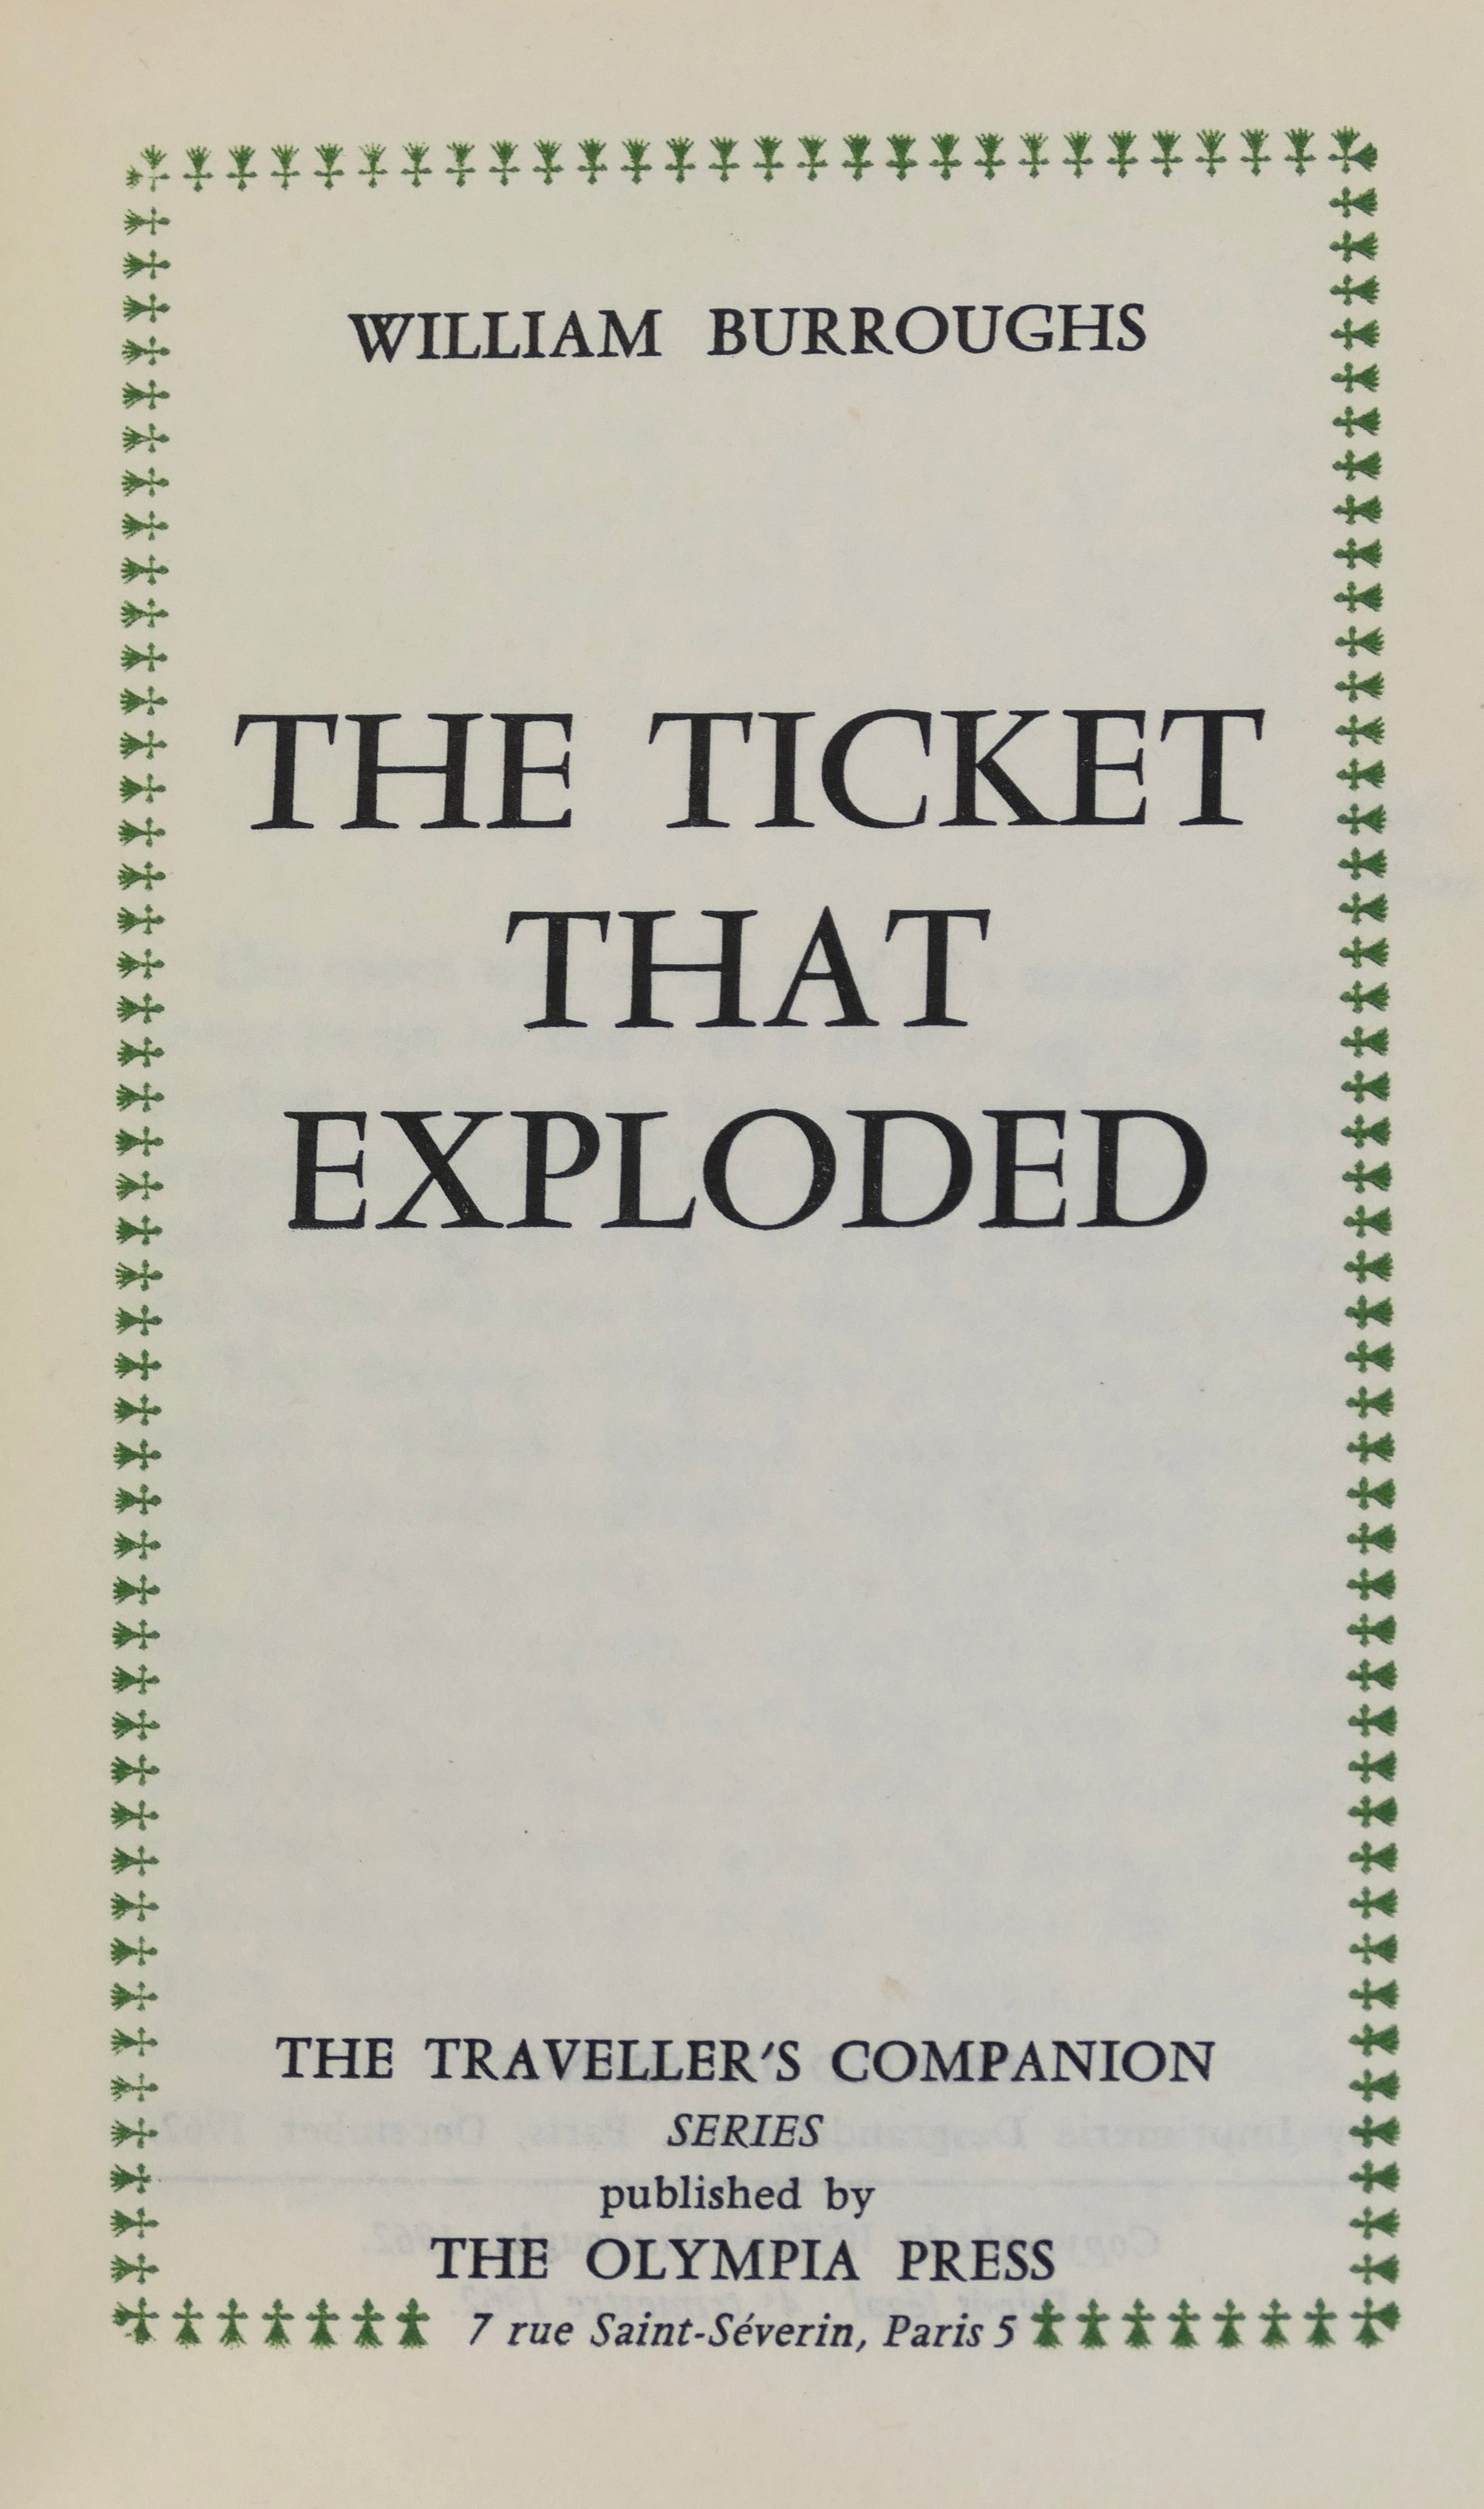 WILLIAM BURROUGHS
THE TICKET
THAT
EXPLODED
THE TRAVELLER'S COMPANION
SERIES
published by
THE OLYMPIA PRESS
7 rue Saint-Séverin, Paris 5